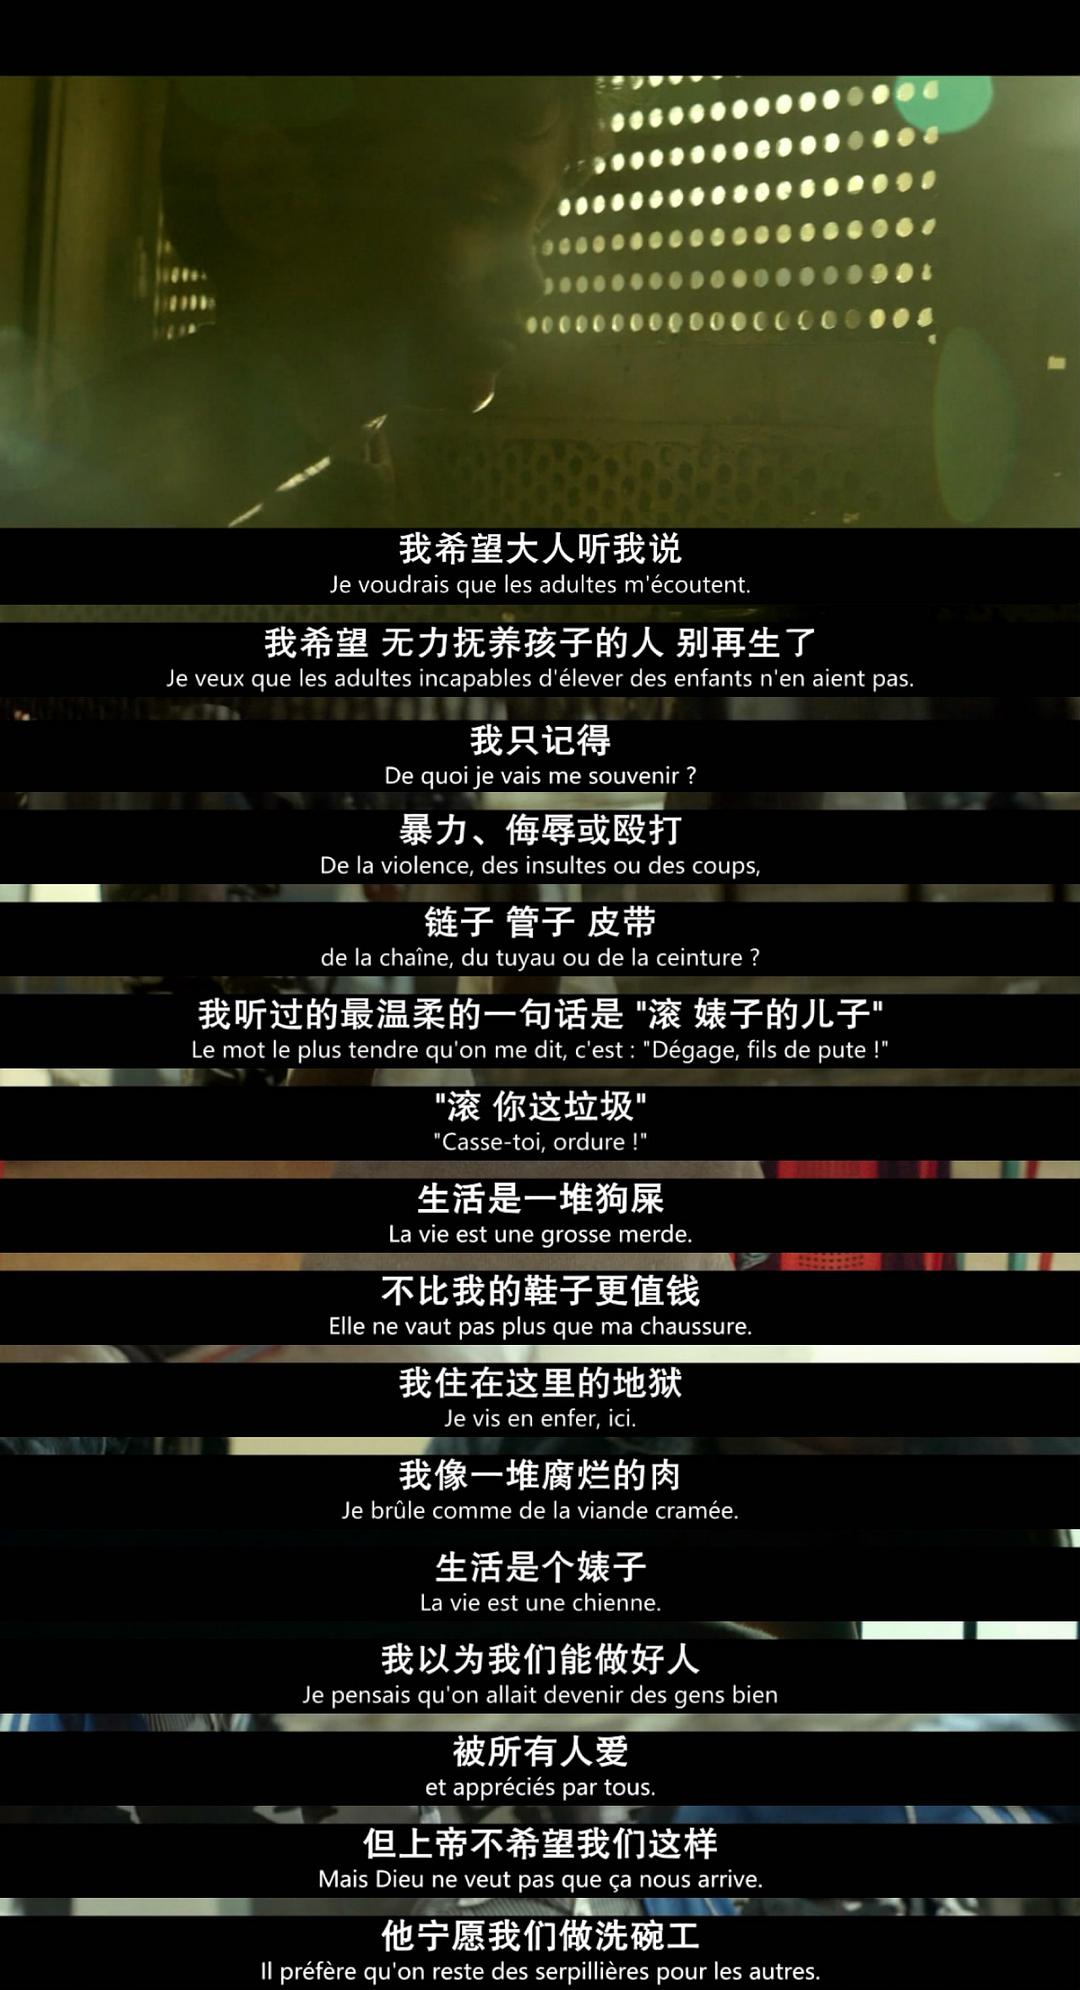 我希望大人听我说
Je voudrais que les adultes m'écoutent.
我希望 无力抚养孩子的人 别再生了
Je veux que les adultes incapables d'élever des enfants n'en aient pas.
我只记得
De quoi je vais me souvenir ?
暴力、侮辱或殴打
De la violence, des insultes ou des coups,
链子 管子 皮带
de la chaîne, du tuyau ou de la ceinture ?
我听过的最温柔的一句话是 "滚 婊子的儿子"
Le mot le plus tendre qu'on me dit, c'est : "Dégage, fils de pute !"
"滚 你这垃圾"
"Casse-toi, ordure !"
生活是一堆狗屎
La vie est une grosse merde.
不比我的鞋子更值钱
Elle ne vaut pas plus que ma chaussure.
我住在这里的地狱
Je vis en enfer, ici.
我像一堆腐烂的肉
Je brûle comme de la viande cramée.
生活是个婊子
La vie est une chienne.
我以为我们能做好人
Je pensais qu'on allait devenir des gens bien
被所有人爱
et appréciés par tous.
但上帝不希望我们这样
Mais Dieu ne veut pas que ça nous arrive.
他宁愿我们做洗碗工
Il préfère qu'on reste des serpillières pour les autres.